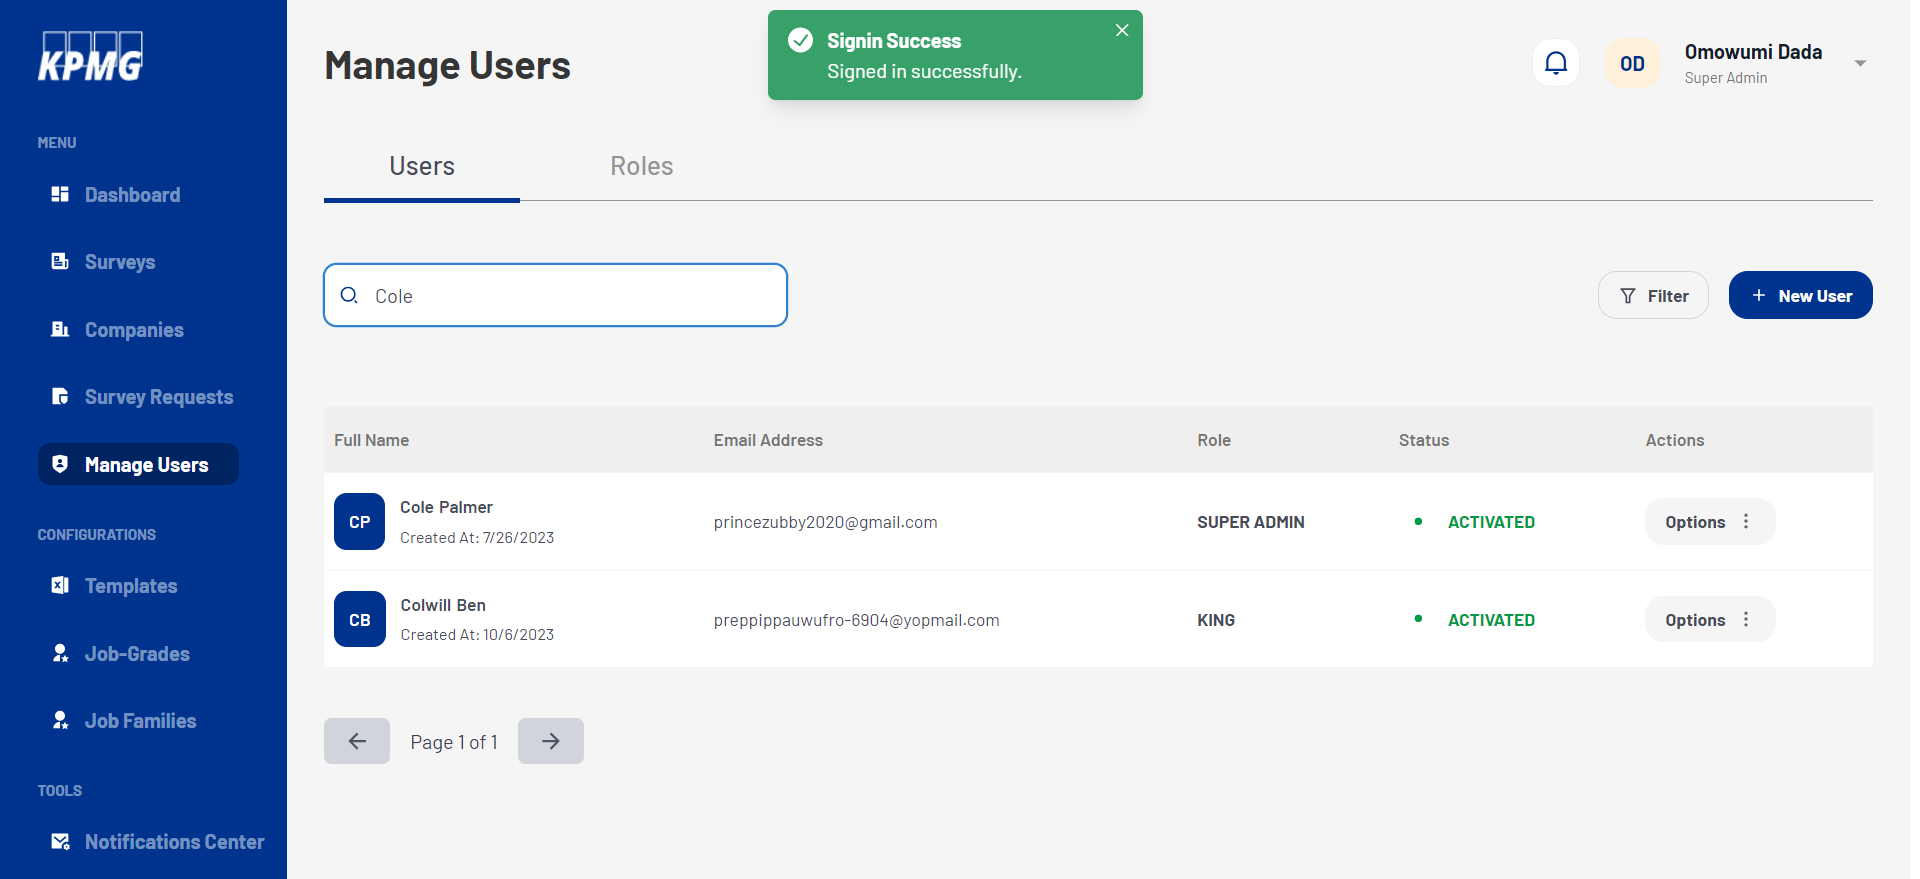 KPMG
MENU
Dashboard
Surveys
Companies
Survey Requests
Manage Users
CONFIGURATIONS
Templates
Job-Grades
Job Families
TOOLS
Notifications Center
Manage Users
Signin Success
Signed in successfully.
OD
Omowumi Dada
Super Admin
Users
Roles
Cole
Filter
+ New User
Full Name Email Address Role Status Actions
CP
Cole Palmer
Created At: 7/26/2023
princezubby2020@gmail.com
SUPER ADMIN
ACTIVATED
Options
CB
Colwill Ben
Created At: 10/6/2023
preppippauwufro-6904@yopmail.com
KING
ACTIVATED
Options
Page 1 of 1